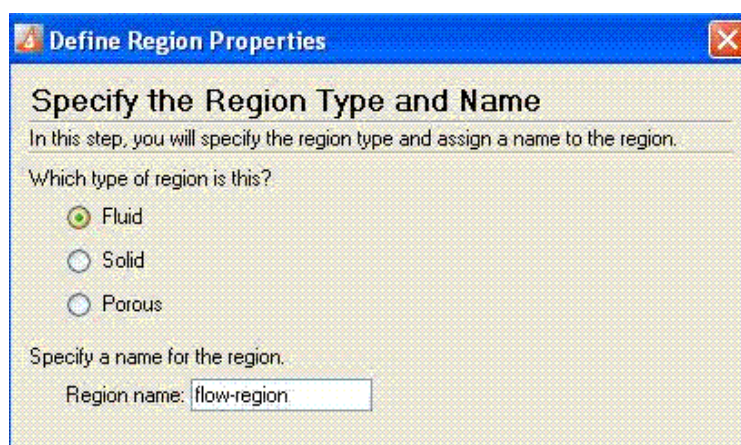 Define Region Properties
Specify the Region Type and Name
In this step, you will specify the region type and assign a name to the region.
Which type of region is this?
Fluid
Solid
Porous
Specify a name for the region.
Region name: flow-region